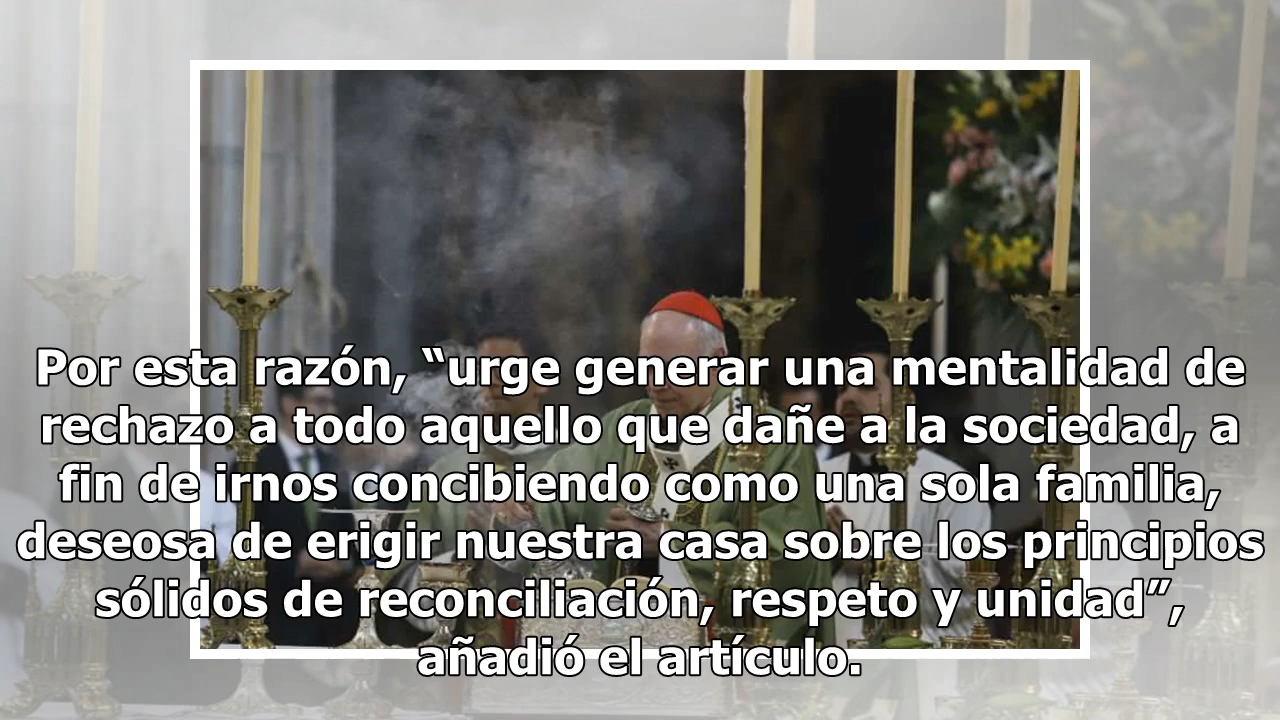 Por esta razón, “urge generar una mentalidad de
rechazo a todo aquello que dañe a la sociedad, a
fin de irnos concibiendo como una sola familia,
deseosa de erigir nuestra casa sobre los principios
sólidos de reconciliación, respeto y unidad”,
añadió el artículo.